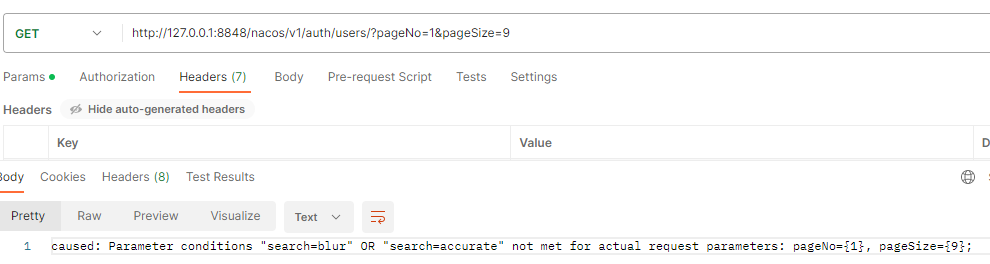 GET http://127.0.0.1:8848/nacos/v1/auth/users/?pageNo=1&pageSize=9
Params Authorization Headers (7) Body Pre-request Script Tests Settings
Headers Hide auto-generated headers
Key Value D
Body Cookies Headers (8) Test Results
Pretty Raw Preview Visualize Text
1 caused: Parameter conditions "search=blur" OR "search=accurate" not met for actual request parameters: pageNo={1}, pageSize={9};